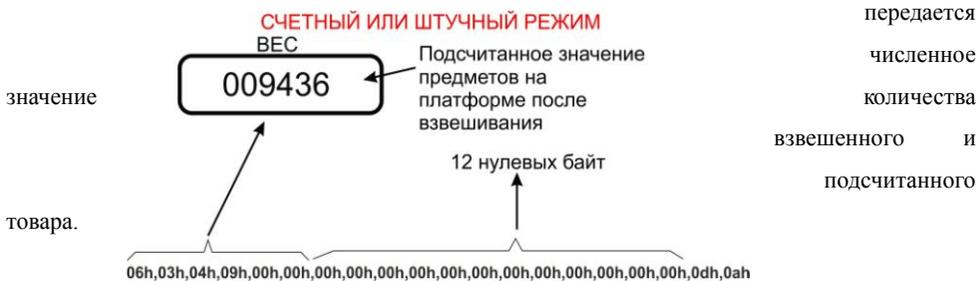 СЧЕТНЫЙ ИЛИ ШТУЧНЫЙ РЕЖИМ
передается
ВЕС
численное
009436
Подсчитанное значение
предметов на
платформе после
взвешивания
значение
количества
взвешенного и
12 нулевых байт
подсчитанного
товара.
06h,03h,04h,09h,00h,00h,00h,00h,00h,00h,00h,00h,00h,00h,00h,00h,00h,00h,0dh,0ah